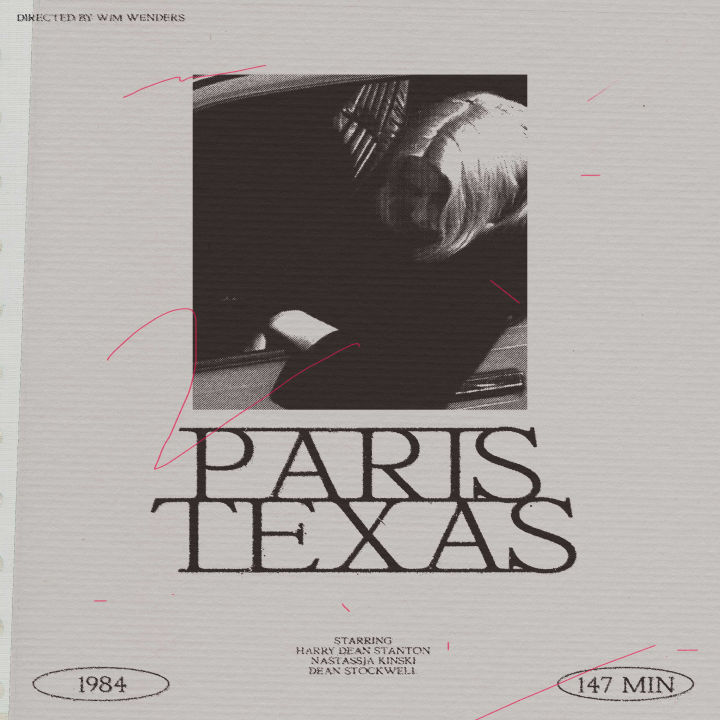 DIRECTED BY WIM WENDERS
PARIS
TEXAS
STARRING
HARRY DEAN STANTON
NASTASSJA KINSKI
DEAN STOCKWELL
1984
147 MIN